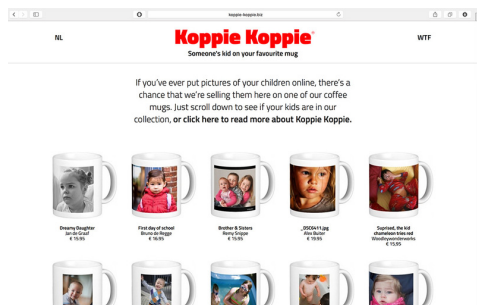 koppie-koppie.biz
NL
Koppie Koppie
WTF
Someone's kid on your favourite mug
If you've ever put pictures of your children online, there's a
chance that we're selling them here on one of our coffee
mugs. Just scroll down to see if your kids are in our
collection, or click here to read more about Koppie Koppie.
Dreamy Daughter
Jan de Graaf
€ 15,95
First day of school
Bruno de Regge
€ 16,95
Brother & Sisters
Remy Snippe
€ 15,95
_DSC6411.jpg
Alex Buiter
€ 19,95
Suprised, the kid
chameleon tries red
Woodleywonderworks
€ 15,95